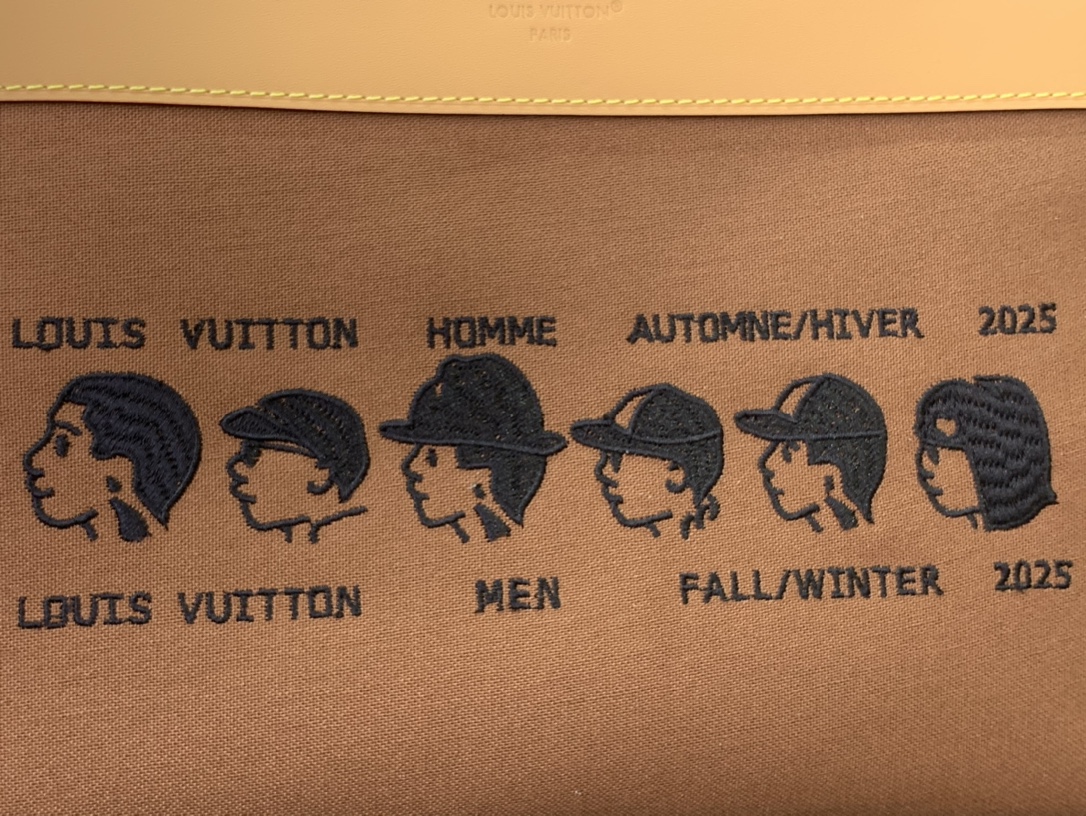 LOUIS VUITTON®
PARIS
LOUIS VUITTON HOMME AUTOMNE/HIVER 2025
LOUIS VUITTON MEN FALL/WINTER 2025